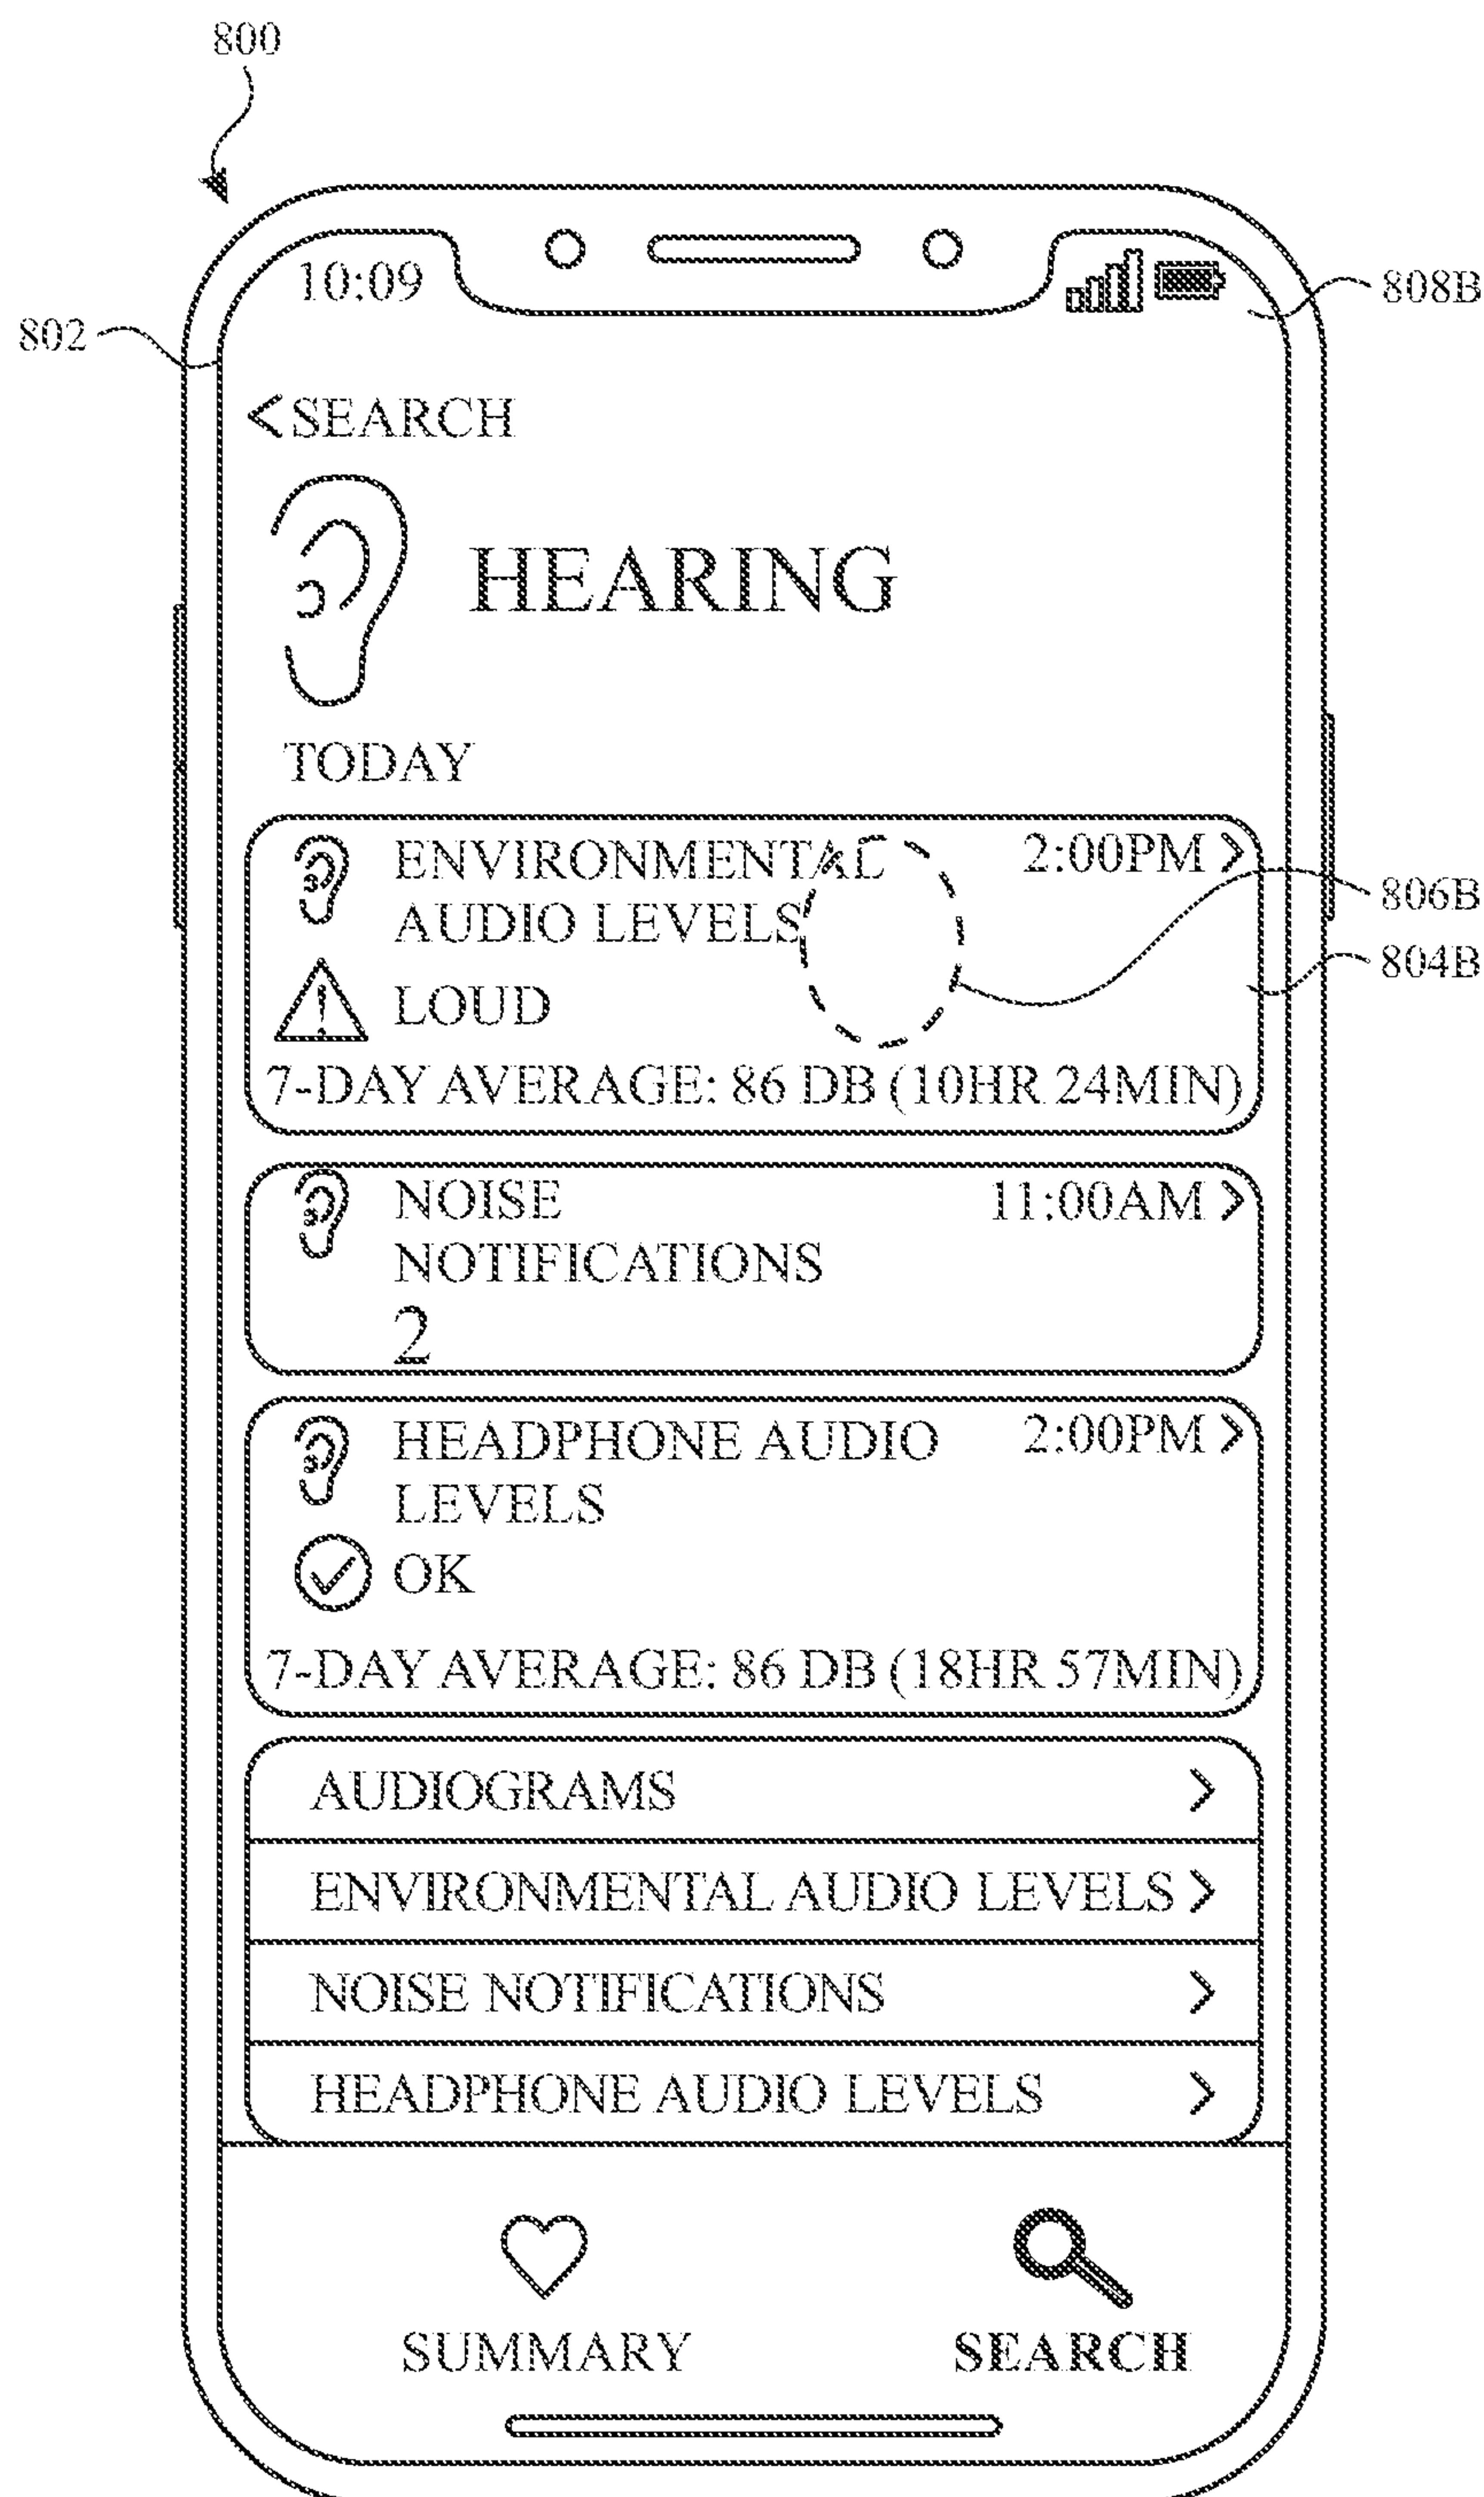 800
10:09
808B
802
<SEARCH
HEARING
TODAY
ENVIRONMENTAL
AUDIO LEVELS
2:00PM >
806B
804B
LOUD
7-DAY AVERAGE: 86 DB (10HR 24MIN)
NOISE
NOTIFICATIONS
11:00AM >
2
HEADPHONE AUDIO
LEVELS
2:00PM >
OK
7-DAY AVERAGE: 86 DB (18HR 57MIN)
AUDIOGRAMS >
ENVIRONMENTAL AUDIO LEVELS >
NOISE NOTIFICATIONS >
HEADPHONE AUDIO LEVELS >
SUMMARY
SEARCH